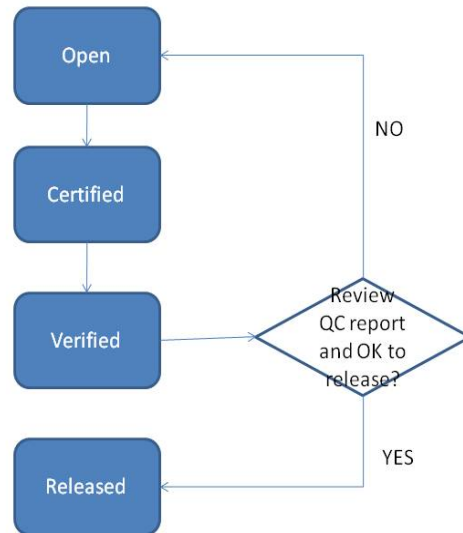 Open
NO
Certified
Verified
Review
QC report
and OK to
release?
YES
Released